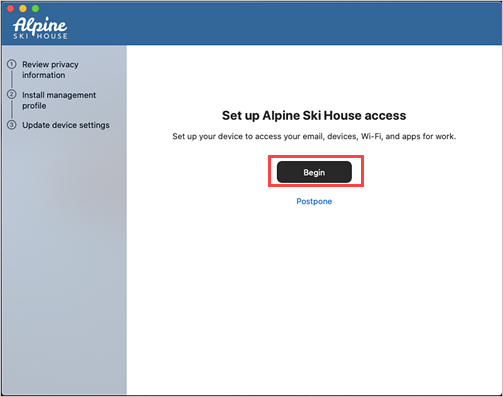 Alpine
SKI HOUSE
1 Review privacy
information
2 Install management
profile
3 Update device settings
Set up Alpine Ski House access
Set up your device to access your email, devices, Wi-Fi, and apps for work.
Begin
Postpone